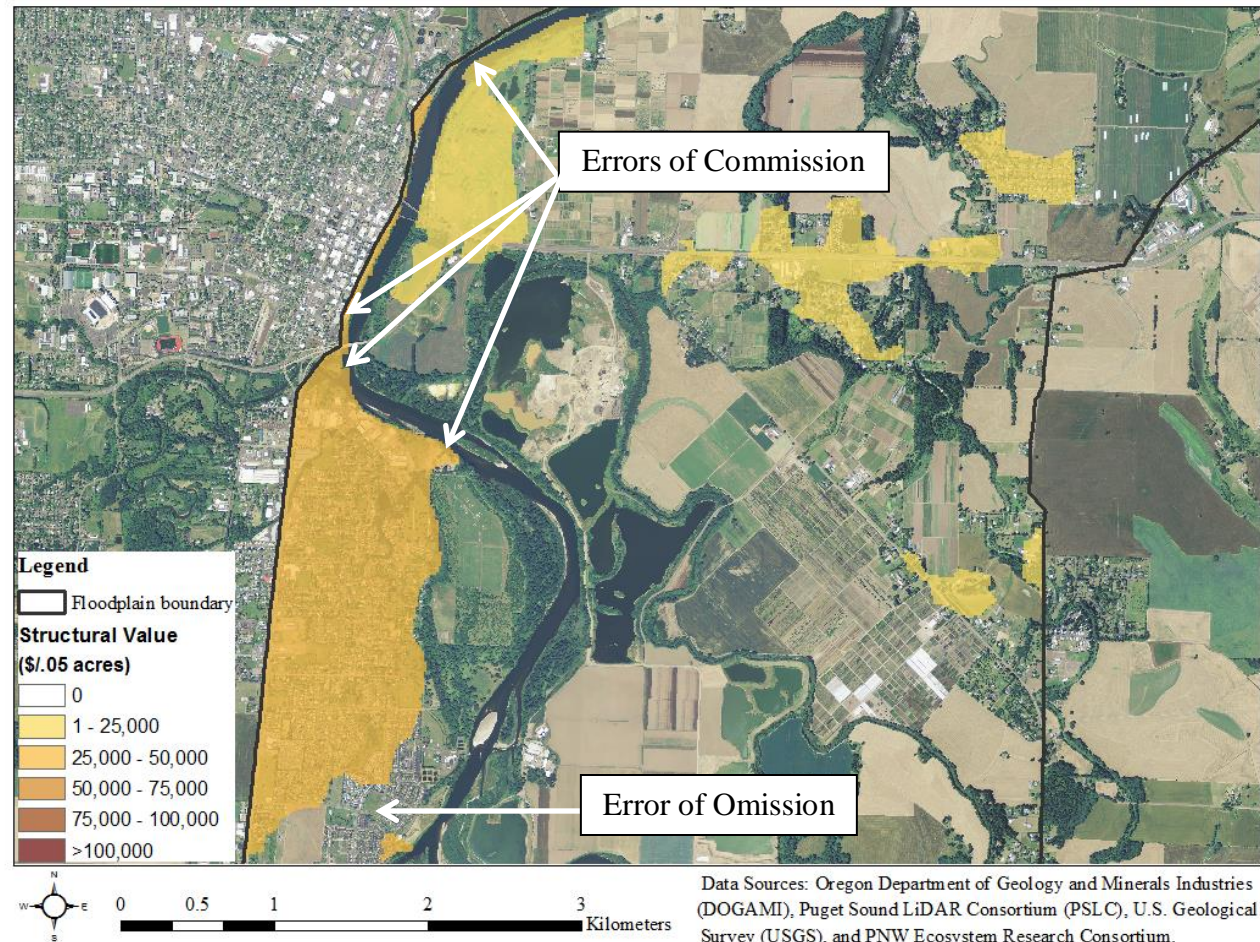 Errors of Commission
Error of Omission
Legend
Floodplain boundary
Structural Value
($/.05 acres)
0
1 - 25,000
25,000 - 50,000
50,000 - 75,000
75,000 - 100,000
>100,000
N
W
E
S
0 0.5 1 2 3
Kilometers
Data Sources: Oregon Department of Geology and Minerals Industries
(DOGAMI), Puget Sound LiDAR Consortium (PSLC), U.S. Geological
Survey (USGS), and PNW Ecosystem Research Consortium.